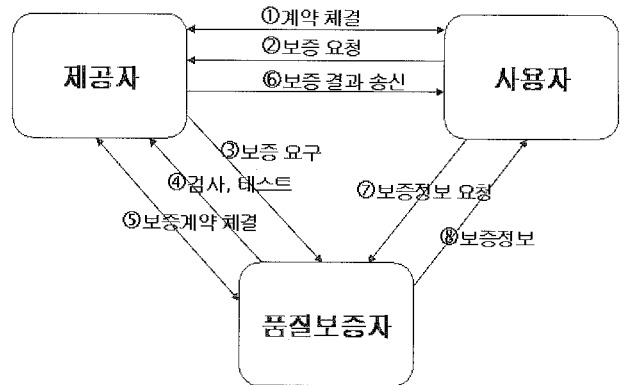 ①계약 체결
②보증 요청
제공자
사용자
⑥보증 결과 송신
③보증 요구
④검사, 테스트
⑦보증정보 요청
⑤보증계약 체결
⑧보증정보
품질보증자